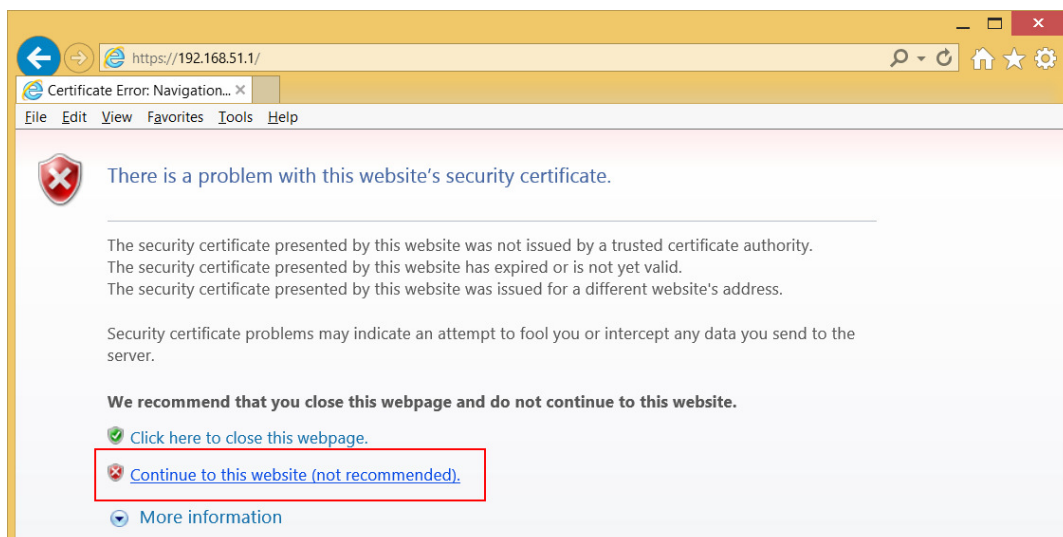 https://192.168.51.1/
Certificate Error: Navigation...
File Edit View Favorites Tools Help
There is a problem with this website's security certificate.
The security certificate presented by this website was not issued by a trusted certificate authority.
The security certificate presented by this website has expired or is not yet valid.
The security certificate presented by this website was issued for a different website's address.
Security certificate problems may indicate an attempt to fool you or intercept any data you send to the
server.
We recommend that you close this webpage and do not continue to this website.
Click here to close this webpage.
Continue to this website (not recommended).
More information